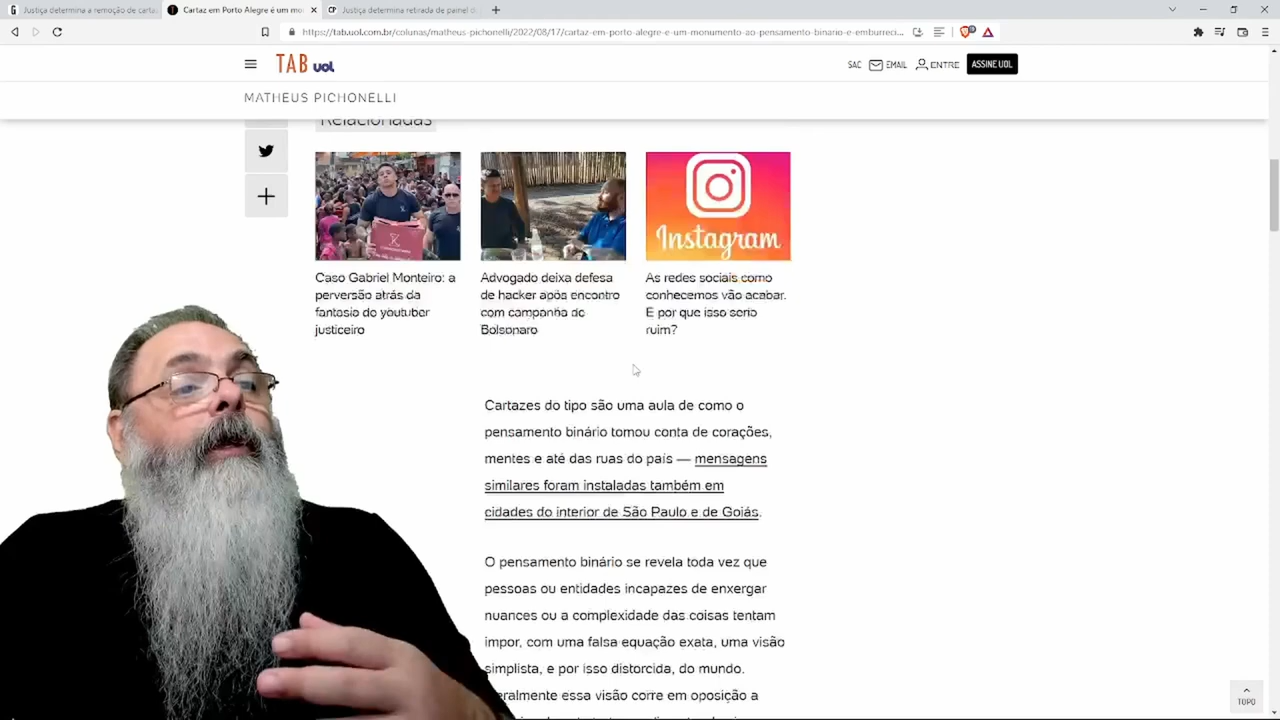 Justiça determina a remoção de carta
Cartaz em Porto Alegre é um mo
Justiça determina retirada de painel d
https://tab.uol.com.br/colunas/matheus-pichonelli/2022/08/17/cartaz-em-porto-alegre-e-um-monumento-ao-pensamento-binario-e-emburreci...
TAB uol
SAC
EMAIL
ENTRE
ASSINE UOL
MATHEUS PICHONELLI
Relacionadas
Instagram
Caso Gabriel Monteiro: a
perversão atrás da
fantasia do youtuber
justiceiro
Advogado deixa defesa
de hacker após encontro
com campanha de
Bolsonaro
As redes sociais como
conhecemos vão acabar.
E por que isso seria
ruim?
Cartazes do tipo são uma aula de como o
pensamento binário tomou conta de corações,
mentes e até das ruas do país — mensagens
similares foram instaladas também em
cidades do interior de São Paulo e de Goiás.
O pensamento binário se revela toda vez que
pessoas ou entidades incapazes de enxergar
nuances ou a complexidade das coisas tentam
impor, com uma falsa equação exata, uma visão
simplista, e por isso distorcida, do mundo.
eralmente essa visão corre em oposição a
TOPO